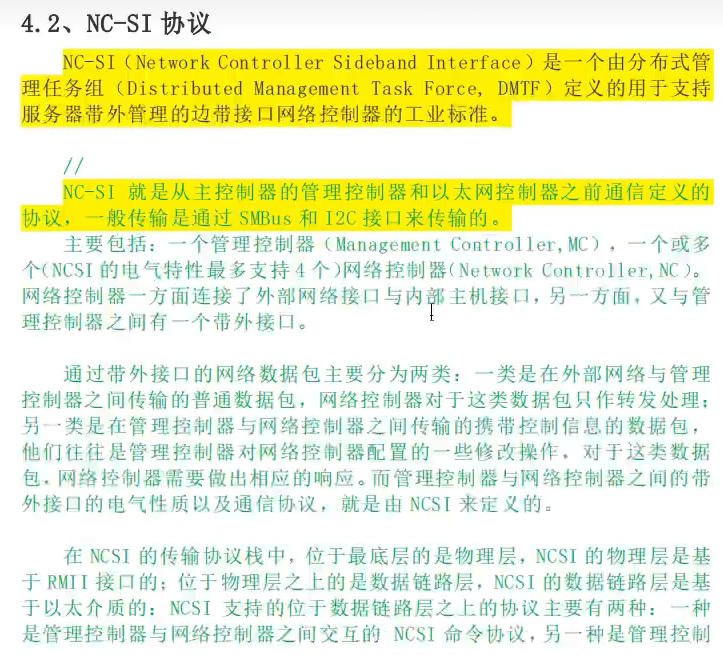 4.2、NC-SI 协议
NC-SI（Network Controller Sideband Interface）是一个由分布式管
理任务组（Distributed Management Task Force, DMTF）定义的用于支持
服务器带外管理的边带接口网络控制器的工业标准。
//
NC-SI 就是从主控制器的管理控制器和以太网控制器之前通信定义的
协议，一般传输是通过 SMBus 和 I2C 接口来传输的。
主要包括：一个管理控制器（Management Controller,MC），一个或多
个(NCSI 的电气特性最多支持 4 个)网络控制器(Network Controller,NC)。
网络控制器一方面连接了外部网络接口与内部主机接口，另一方面，又与管
理控制器之间有一个带外接口。
通过带外接口的网络数据包主要分为两类：一类是在外部网络与管理
控制器之间传输的普通数据包，网络控制器对于这类数据包只作转发处理；
另一类是在管理控制器与网络控制器之间传输的携带控制信息的数据包，
他们往往是管理控制器对网络控制器配置的一些修改操作，对于这类数据
包，网络控制器需要做出相应的响应。而管理控制器与网络控制器之间的带
外接口的电气性质以及通信协议，就是由 NCSI 来定义的。
在 NCSI 的传输协议栈中，位于最底层的是物理层，NCSI 的物理层是基
于 RMII 接口的；位于物理层之上的是数据链路层，NCSI 的数据链路层是基
于以太介质的：NCSI 支持的位于数据链路层之上的协议主要有两种：一种
是管理控制器与网络控制器之间交互的 NCSI 命令协议，另一种是管理控制